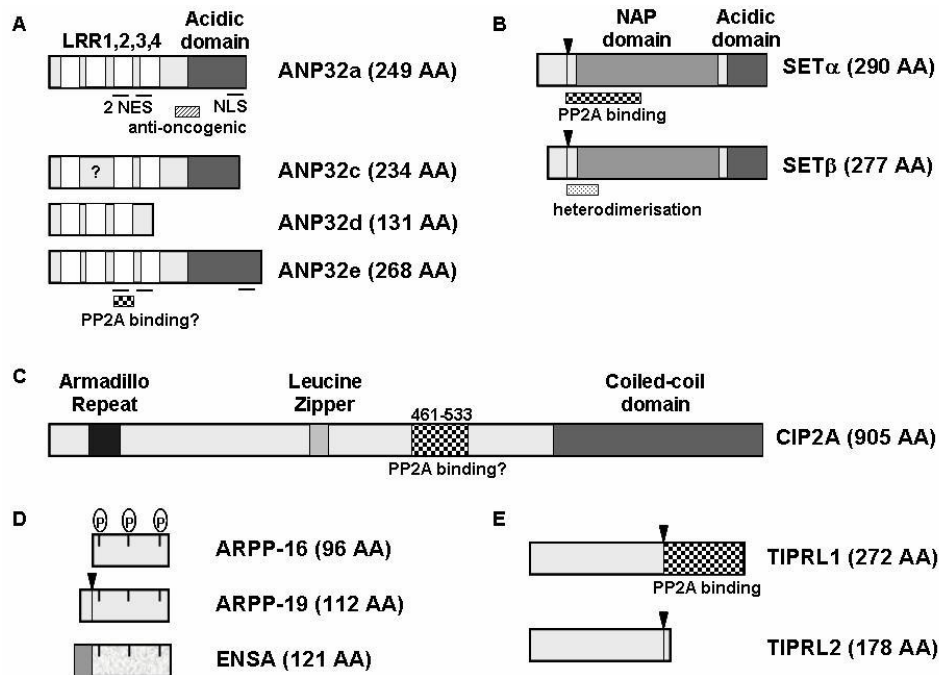 A
LRR1,2,3,4
Acidic
domain
ANP32a (249 AA)
2 NES
NLS
anti-oncogenic
?
ANP32c (234 AA)
ANP32d (131 AA)
ANP32e (268 AA)
PP2A binding?
B
NAP
domain
Acidic
domain
SETα (290 AA)
PP2A binding
SETβ (277 AA)
heterodimerisation
C
Armadillo
Repeat
Leucine
Zipper
461-533
Coiled-coil
domain
CIP2A (905 AA)
PP2A binding?
D
P P P
ARPP-16 (96 AA)
ARPP-19 (112 AA)
ENSA (121 AA)
E
TIPRL1 (272 AA)
PP2A binding
TIPRL2 (178 AA)